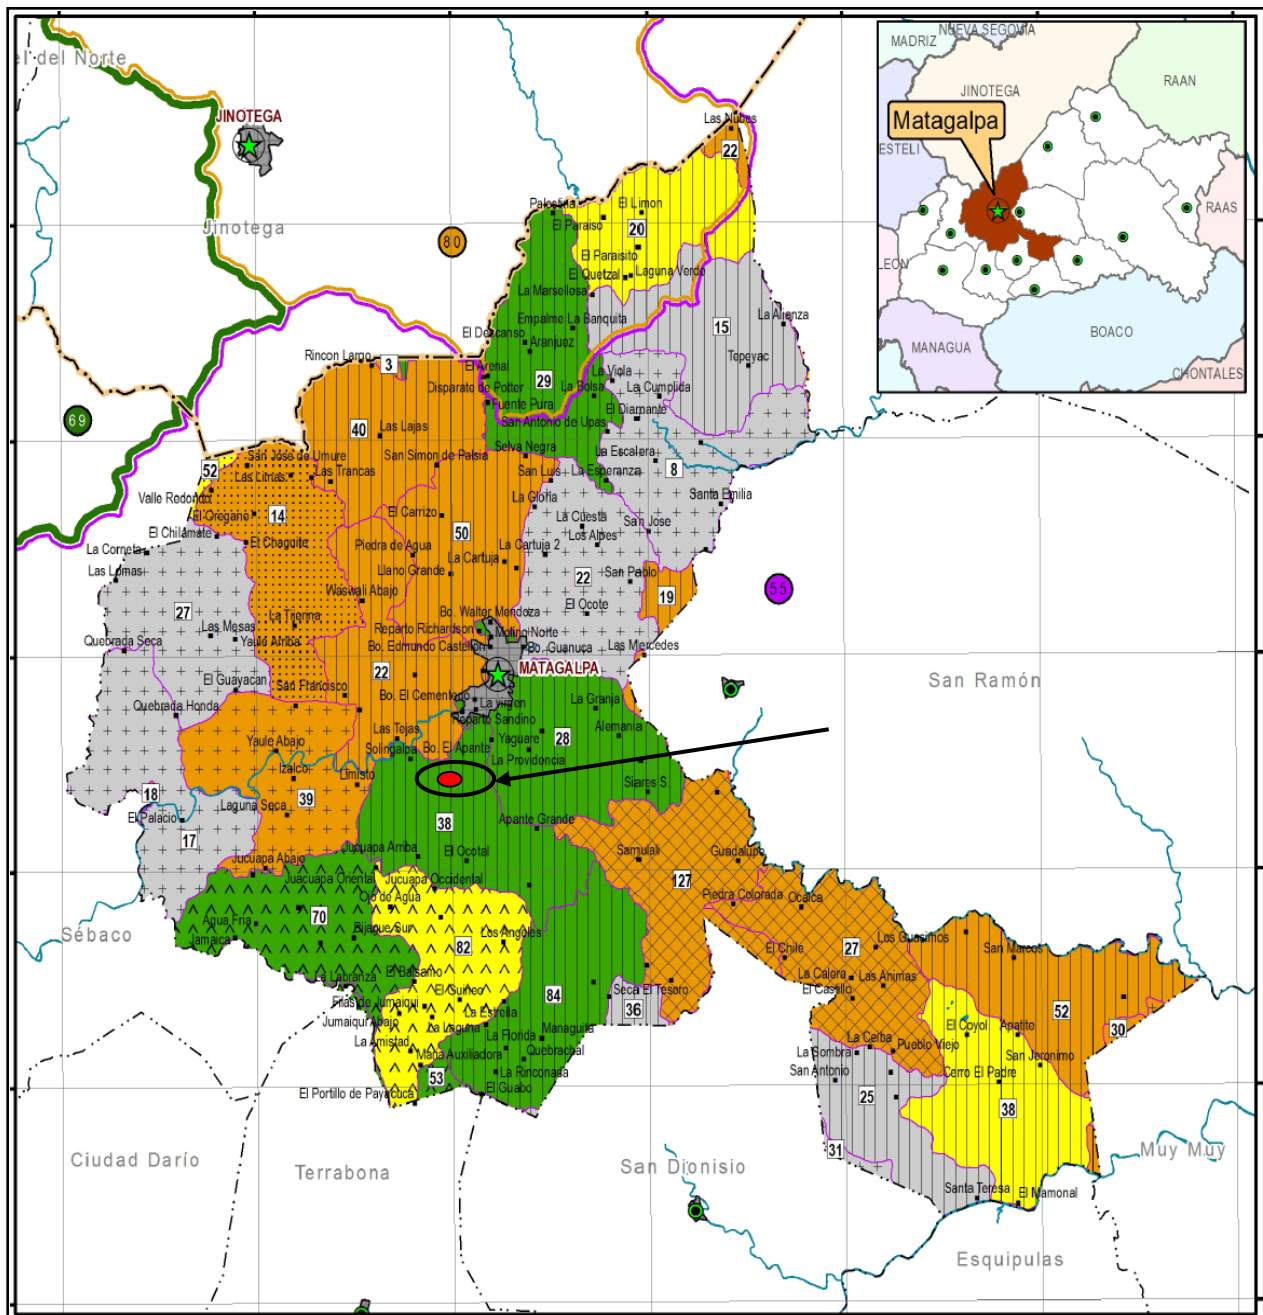 el del Norte
JINOTEGA
Jinotega
80
69
NUEVA SEGOVIA
MADRIZ
JINOTEGA
RAAN
Matagalpa
ESTELI
RAAS
LEON
BOACO
MANAGUA
CHONTALES
Las Nubes
22
Palestina
El Limon
El Paraiso
20
El Paraisito
El Quetzal
Laguna Verde
La Marsellosa
Empalme La Banquita
15
La Alianza
El Descanso
Aranjuez
Tepeyac
Rincon Largo
3
El Arenal
La Viola
Disparate de Potter
29
La Bolsa
La Cumplida
Fuente Pura
El Diamante
San Antonio de Upas
40
Las Lajas
Selva Negra
La Escalera
San Jose de Umure
San Simon de Palsia
52
Las Limas
Las Trancas
San Luis
La Esperanza
8
Valle Redondo
La Gloria
Santa Emilia
El Oregano
14
El Carrizo
La Cuesta
San Jose
El Chilamate
50
Los Alpes
El Chaguite
Piedra de Agua
La Cartuja 2
La Corneta
La Cartuja
Las Lomas
Llano Grande
22
San Pablo
55
Waswali Abajo
19
27
La Trienna
Bo. Walter Mendoza
El Ocote
Las Mesas
Reparto Richardson
Molino Norte
Quebrada Seca
Yaule Arriba
Bo. Edmundo Castellon
Bo. Guanuca
Las Mercedes
22
MATAGALPA
San Ramón
El Guayacan
San Francisco
Bo. El Cementerio
La Granja
Quebrada Honda
La virgen
Reparto Sandino
Alemania
Las Tejas
Yaguare
28
Yaule Abajo
Solingalpa
Bo. El Apante
La Providencia
Izalco
Limisto
Siares S.
18
39
Laguna Seca
El Palacio
38
Apante Grande
17
Jucuapa Arriba
El Ocotal
Samulali
Guadalupe
Jucuapa Abajo
Juacuapa Oriental
Jucuapa Occidental
127
Ojo de Agua
Piedra Colorada
Ocalca
70
Agua Fria
Bijague Sur
Los Angeles
Sébaco
Jamaica
82
El Chile
27
Los Guasimos
San Marcos
La Labranza
El Balsamo
La Calera
Las Animas
El Guineo
84
Seca
El Tesoro
El Castillo
Filas de Jumaiqui
La Estrella
36
52
Jumaiqui Abajo
La Laguna
El Coyol
Apatite
30
La Amistad
La Florida
Managuita
La Ceiba
Maria Auxiliadora
Quebrachal
La Sombra
Pueblo Viejo
San Jeronimo
53
La Rinconada
San Antonio
Cerro El Padre
El Portillo de Payacuca
El Guabo
25
38
31
Ciudad Darío
Terrabona
San Dionisio
Muy Muy
Santa Teresa
El Mamonal
Esquipulas